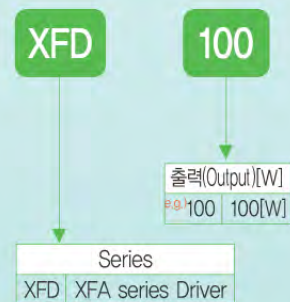 XFD 100
출력(Output)[W]
e.g.) 100 100[W]
Series
XFD XFA series Driver